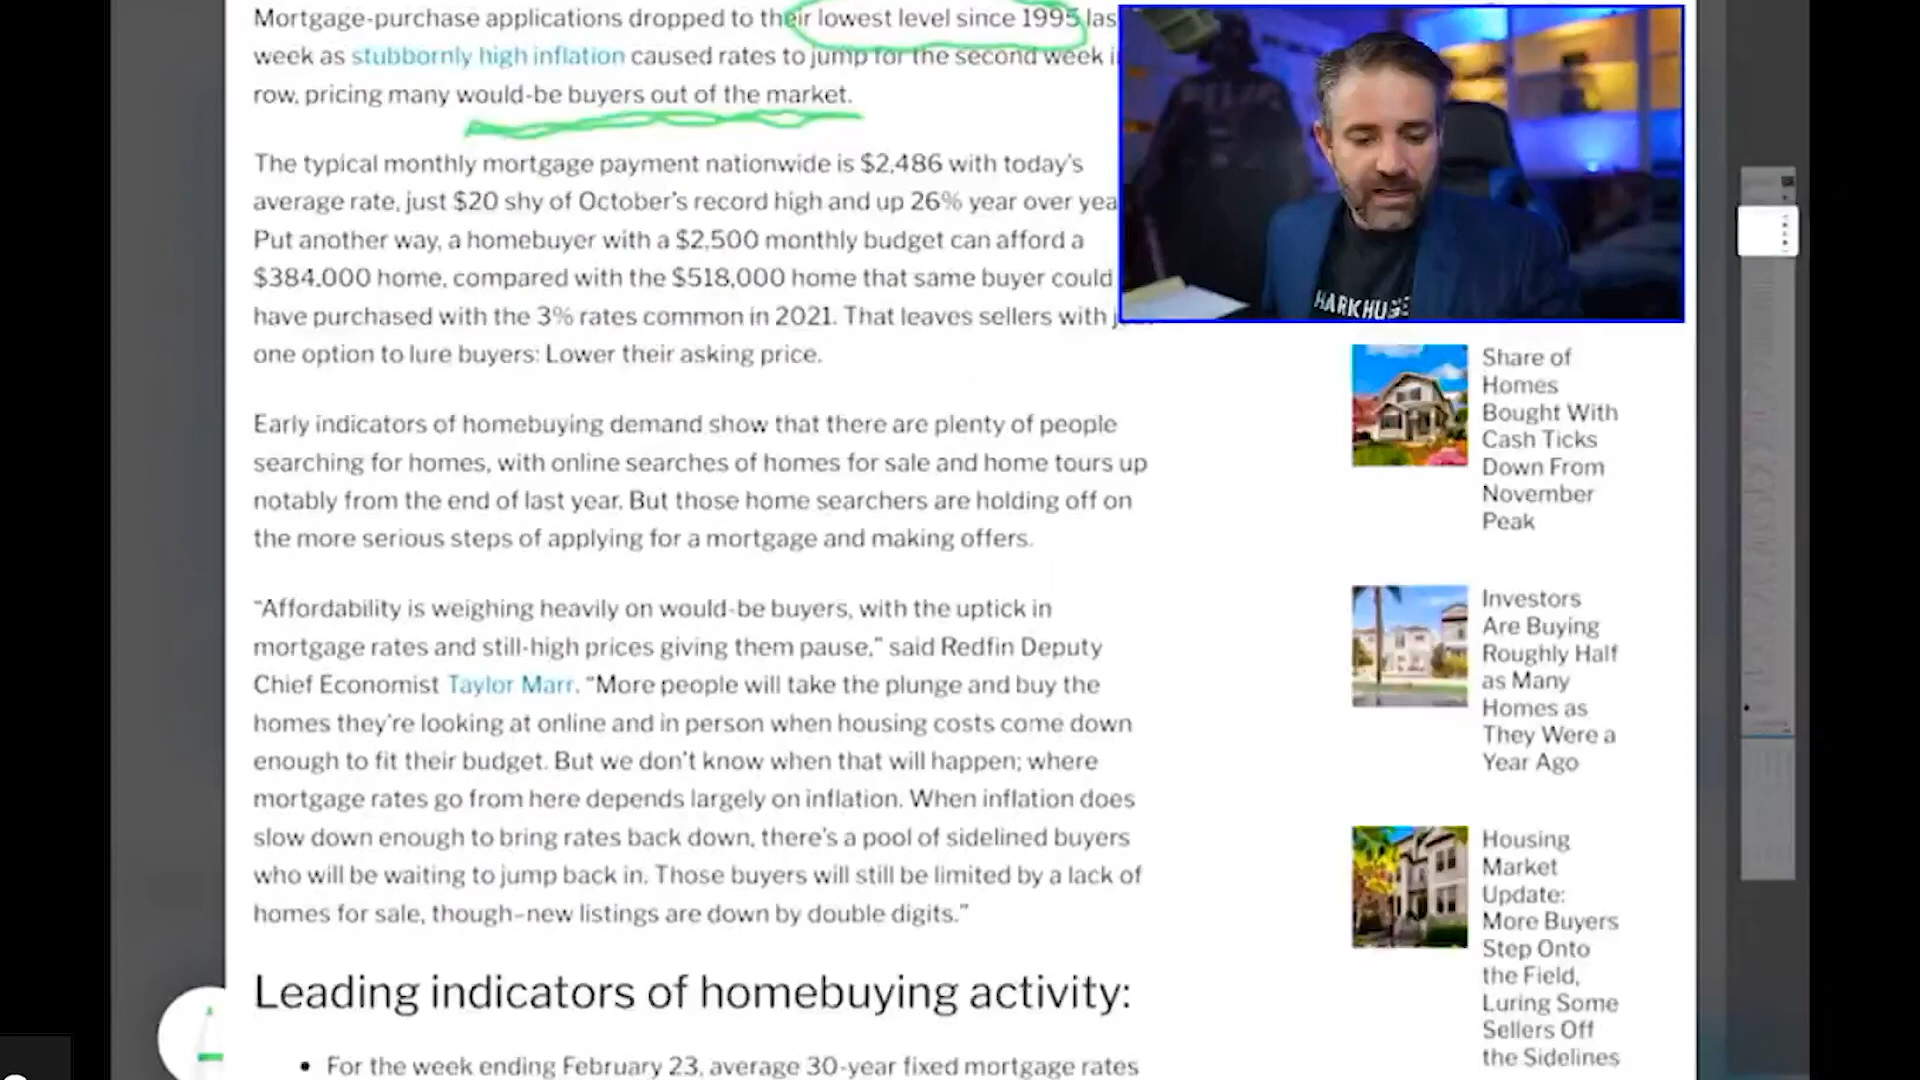 Mortgage-purchase applications dropped to their lowest level since 1995 las
week as stubbornly high inflation caused rates to jump for the second week i
row, pricing many would-be buyers out of the market.
The typical monthly mortgage payment nationwide is $2,486 with today's
average rate, just $20 shy of October's record high and up 26% year over yea
Put another way, a homebuyer with a $2,500 monthly budget can afford a
$384,000 home, compared with the $518,000 home that same buyer could
have purchased with the 3% rates common in 2021. That leaves sellers with
one option to lure buyers: Lower their asking price.
Early indicators of homebuying demand show that there are plenty of people
searching for homes, with online searches of homes for sale and home tours up
notably from the end of last year. But those home searchers are holding off on
the more serious steps of applying for a mortgage and making offers.
“Affordability is weighing heavily on would-be buyers, with the uptick in
mortgage rates and still-high prices giving them pause,” said Redfin Deputy
Chief Economist Taylor Marr. “More people will take the plunge and buy the
homes they’re looking at online and in person when housing costs come down
enough to fit their budget. But we don’t know when that will happen; where
mortgage rates go from here depends largely on inflation. When inflation does
slow down enough to bring rates back down, there’s a pool of sidelined buyers
who will be waiting to jump back in. Those buyers will still be limited by a lack of
homes for sale, though–new listings are down by double digits.”
Leading indicators of homebuying activity:
• For the week ending February 23, average 30-year fixed mortgage rates
Share of
Homes
Bought With
Cash Ticks
Down From
November
Peak
Investors
Are Buying
Roughly Half
as Many
Homes as
They Were a
Year Ago
Housing
Market
Update:
More Buyers
Step Onto
the Field,
Luring Some
Sellers Off
the Sidelines